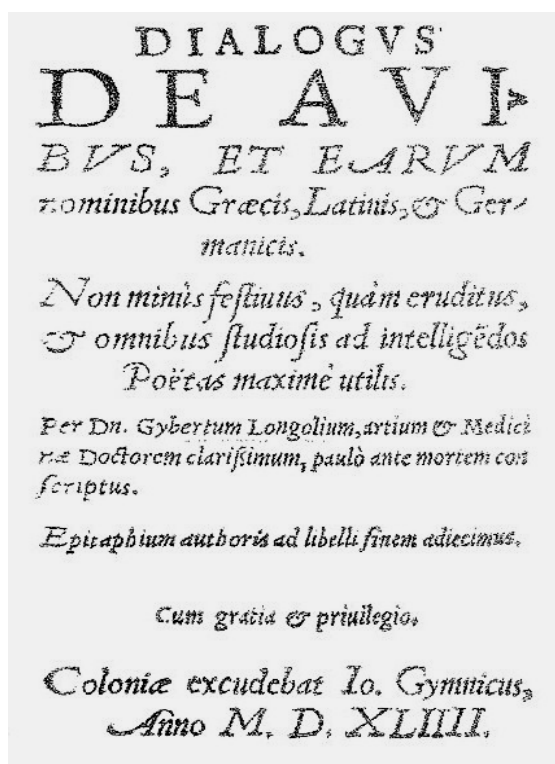 DIALOGVS
DE AVI-
BVS, ET EARVM
nominibus Græcis, Latinis, & Ger-
manicis.
Non minùs feſtiuus, quàm eruditus,
& omnibus ſtudioſis ad intelligẽdos
Poëtas maximè utilis.
Per Dn. Gybertum Longolium, artium & Medici
næ Doctorem clariſsimum, paulò ante mortem con
ſcriptus.
Epitaphium authoris ad libelli finem adiecimus.
Cum gratia & priuilegio.
Coloniæ excudebat Io. Gymnicus,
Anno M. D. XLIIII.